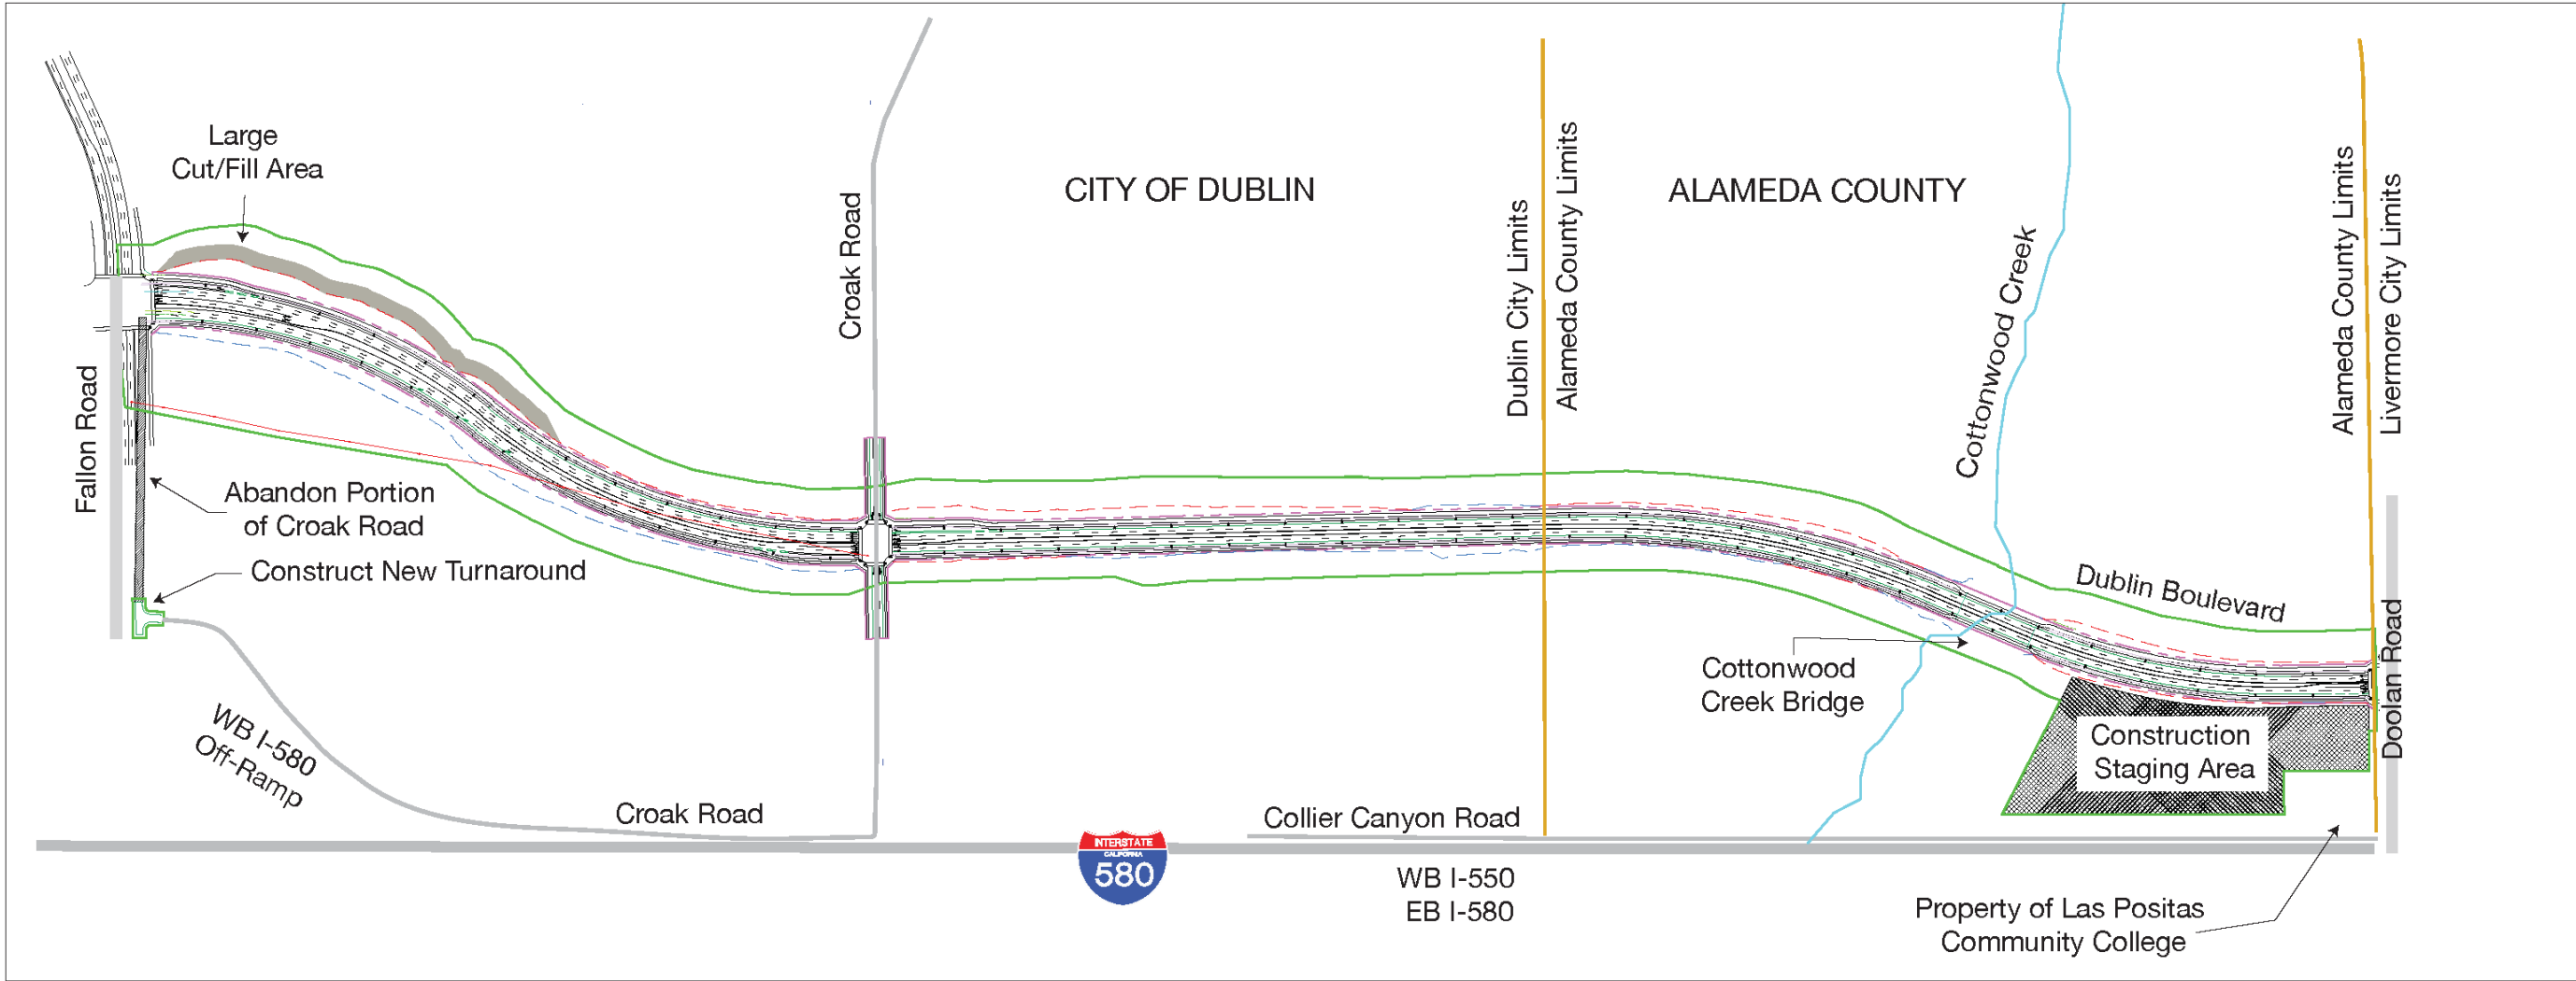 Large
Cut/Fill Area
Croak Road
CITY OF DUBLIN
Dublin City Limits
Alameda County Limits
ALAMEDA COUNTY
Cottonwood Creek
Alameda County Limits
Livermore City Limits
Fallon Road
Abandon Portion
of Croak Road
Construct New Turnaround
Dublin Boulevard
Doolan Road
Cottonwood
Creek Bridge
Construction
Staging Area
WB I-580
Off-Ramp
Croak Road
Collier Canyon Road
INTERSTATE
CALIFORNIA
580
WB I-550
EB I-580
Property of Las Positas
Community College